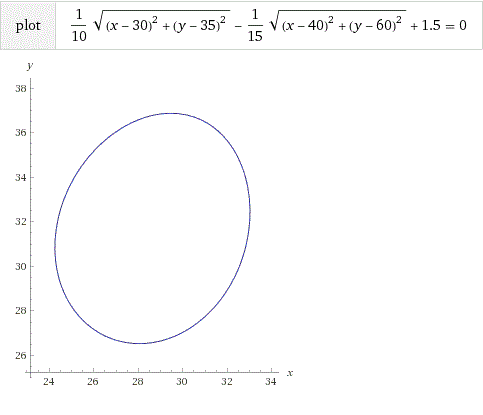 plot 1/10 √((x − 30)² + (y − 35)²) − 1/15 √((x − 40)² + (y − 60)²) + 1.5 = 0
y
38
36
34
32
30
28
26
24 26 28 30 32 34 x